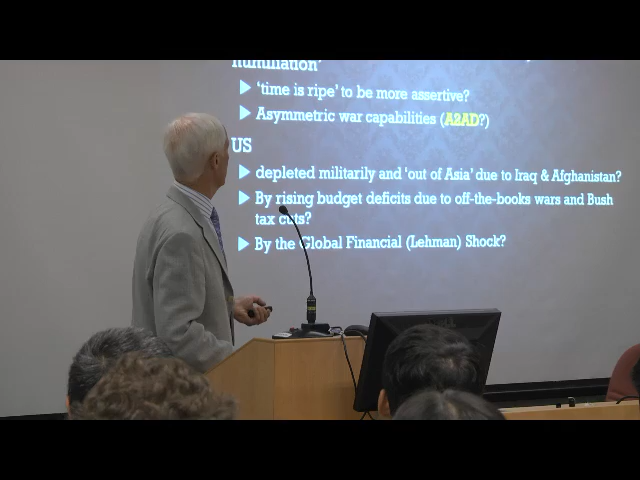 humiliation'
'time is ripe' to be more assertive?
Asymmetric war capabilities (A2AD?)
US
depleted militarily and 'out of Asia' due to Iraq & Afghanistan?
By rising budget deficits due to off-the-books wars and Bush
tax cuts?
By the Global Financial (Lehman) Shock?